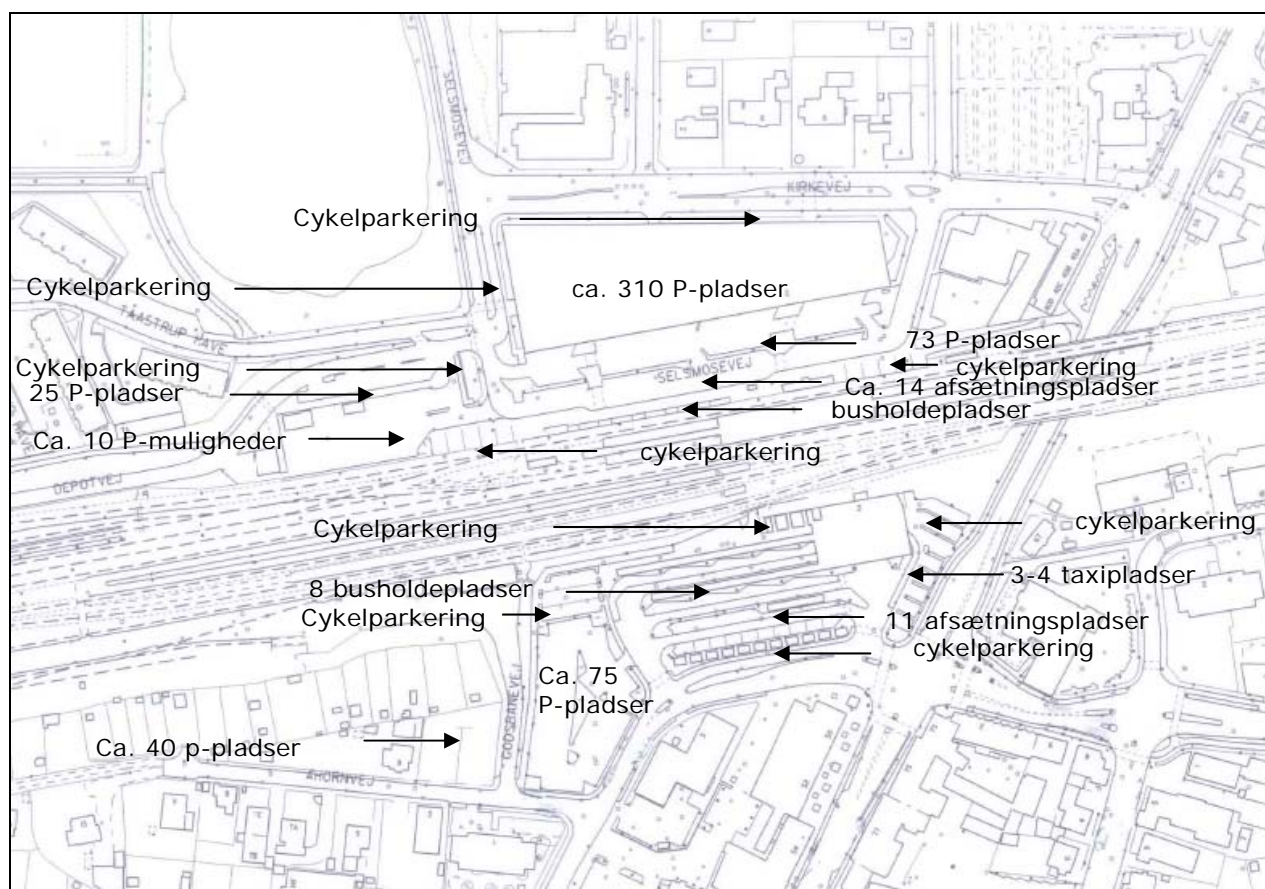 SELSMOSEVEJ
KIRKEVEJ
Cykelparkering
Cykelparkering
ca. 310 P-pladser
TAASTRUP HAVE
73 P-pladser
Cykelparkering
cykelparkering
25 P-pladser
SELSMOSEVEJ
Ca. 14 afsætningspladser
busholdepladser
Ca. 10 P-muligheder
cykelparkering
DEPOTVEJ
Cykelparkering
cykelparkering
3-4 taxipladser
8 busholdepladser
Cykelparkering
11 afsætningspladser
cykelparkering
Ca. 75
P-pladser
GODSBANEVEJ
Ca. 40 p-pladser
AHORNVEJ